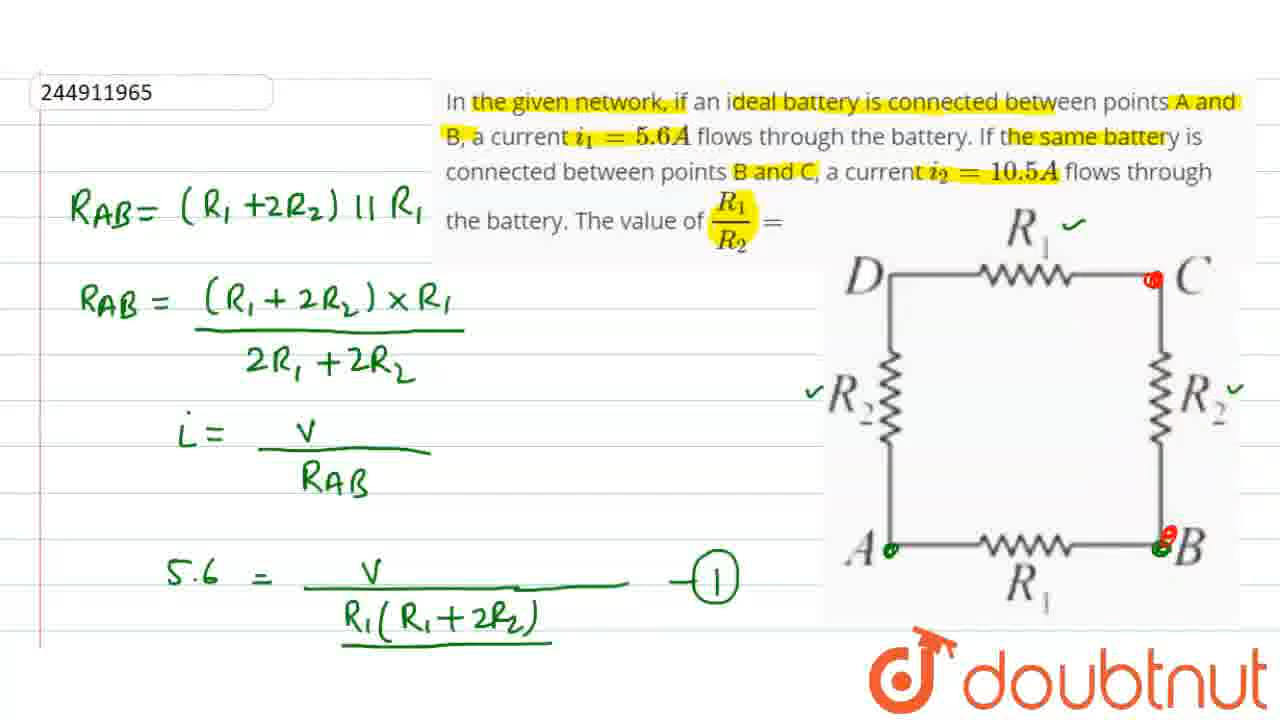 244911965
In the given network, if an ideal battery is connected between points A and
B, a current i₁ = 5.6A flows through the battery. If the same battery is
connected between points B and C, a current i₂ = 10.5A flows through
the battery. The value of R₁/R₂ =
R_AB = (R₁ + 2R₂) || R₁
R_AB = (R₁ + 2R₂) × R₁
2R₁ + 2R₂
i = V
R_AB
5.6 = V — ①
R₁(R₁ + 2R₂)
R₁
D C
R₂ R₂
A B
R₁
doubtnut